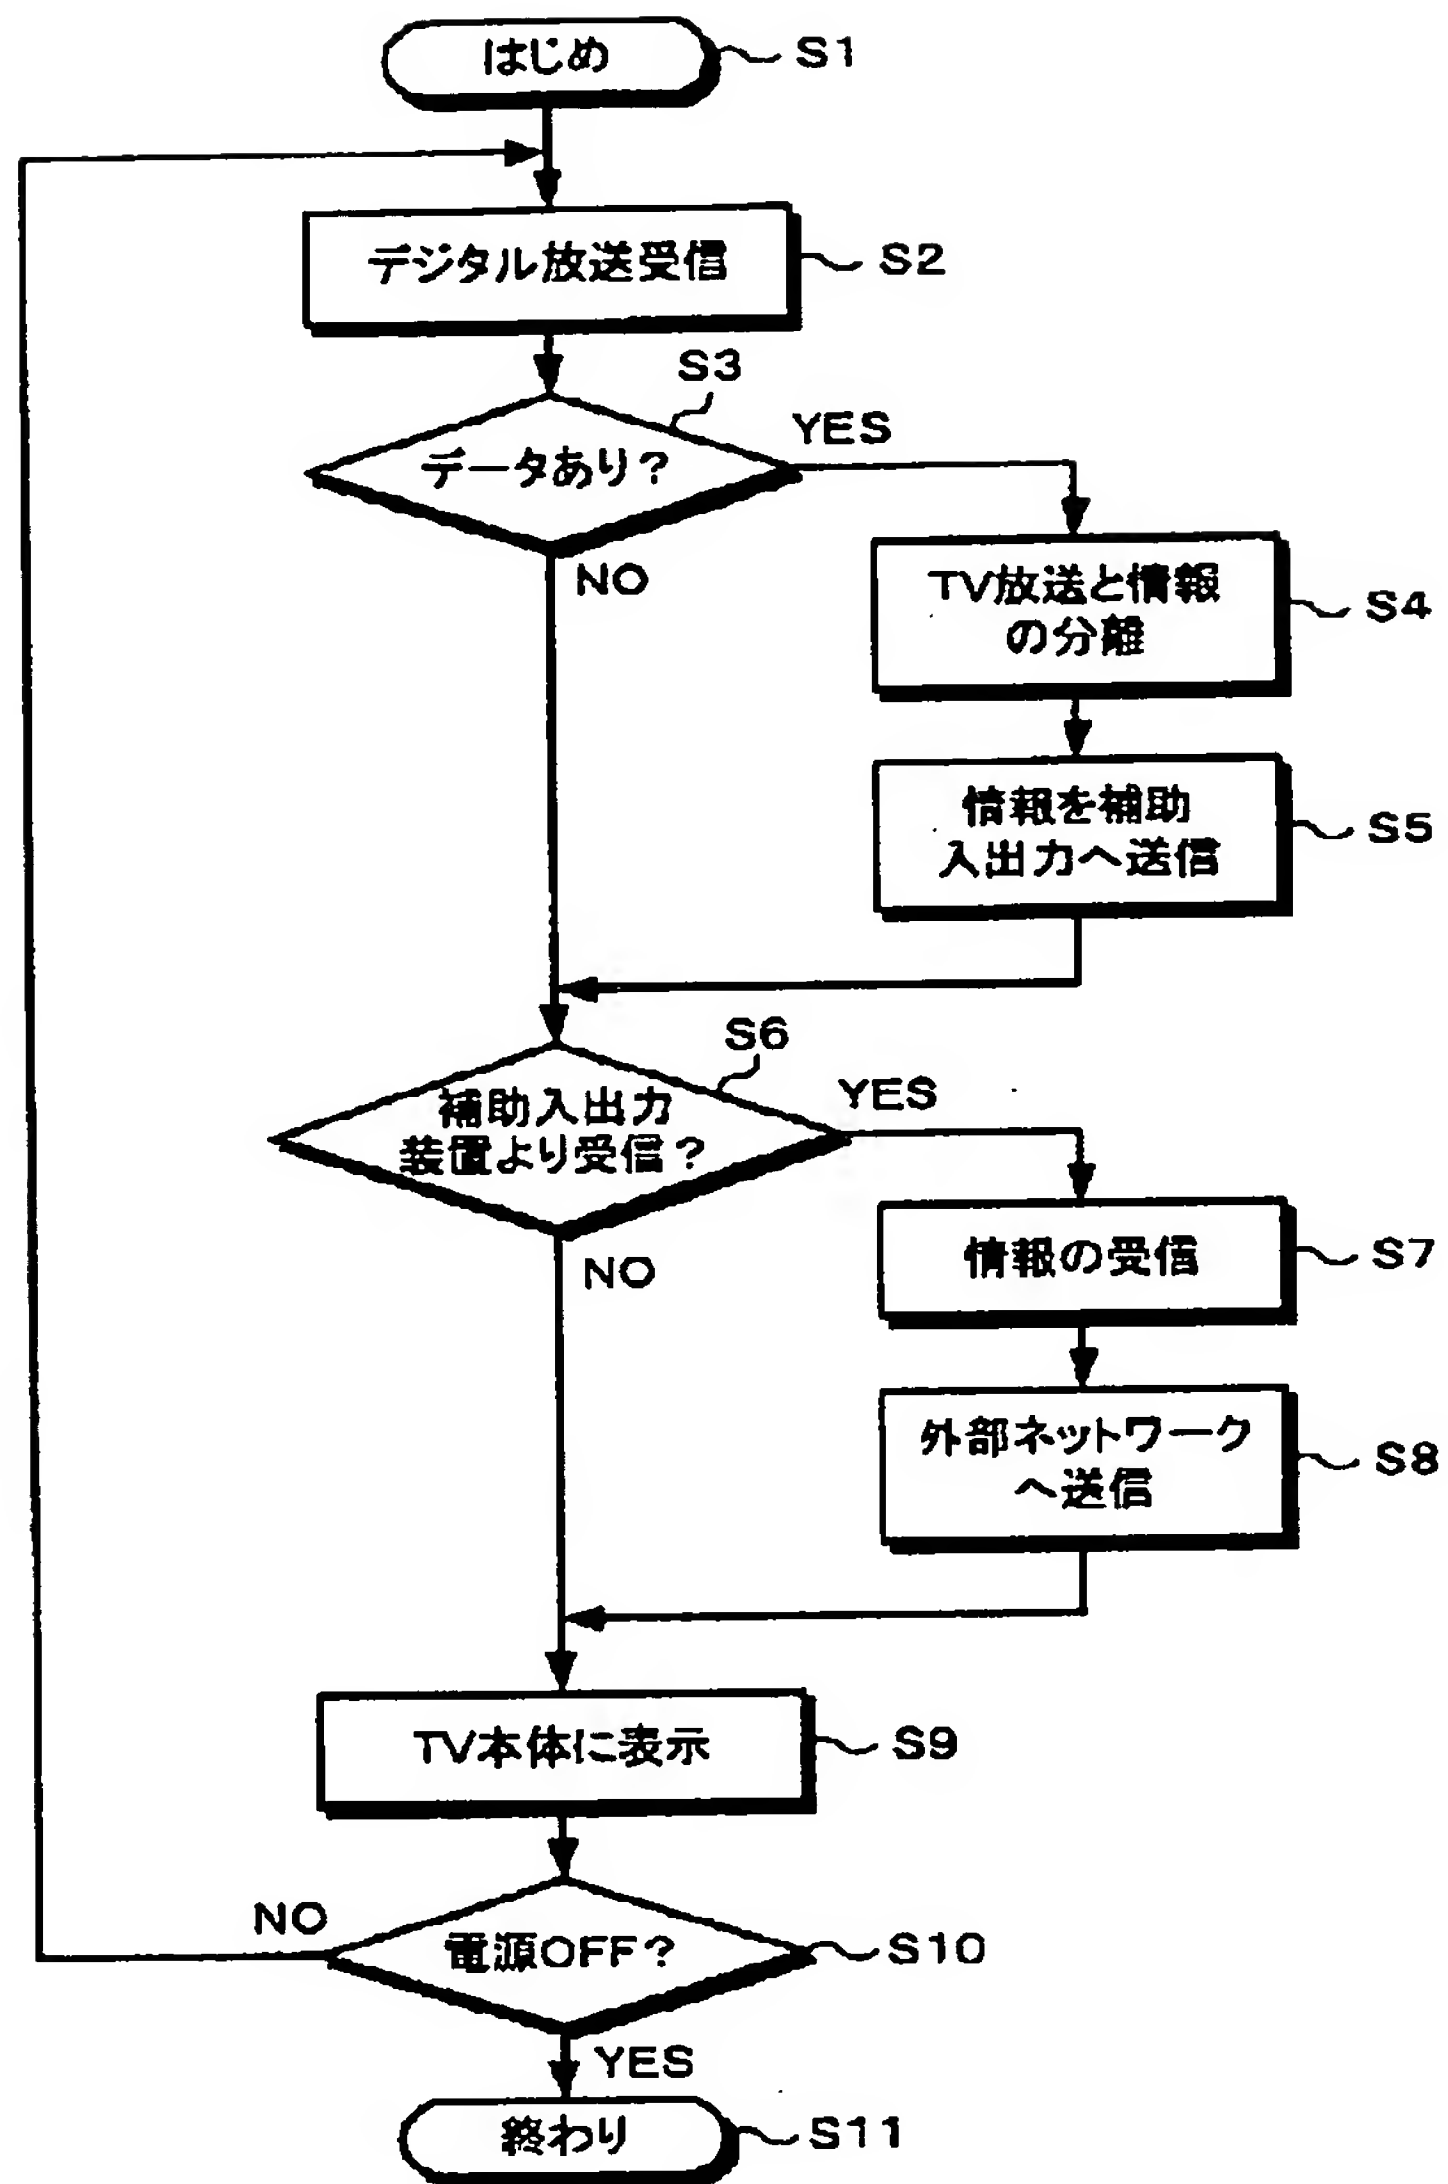 はじめ
S1
デジタル放送受信
S2
S3
データあり?
YES
NO
TV放送と情報
の分離
S4
情報を補助
入出力へ送信
S5
S6
補助入出力
装置より受信?
YES
NO
情報の受信
S7
外部ネットワーク
へ送信
S8
TV本体に表示
S9
NO
電源OFF?
S10
YES
終わり
S11